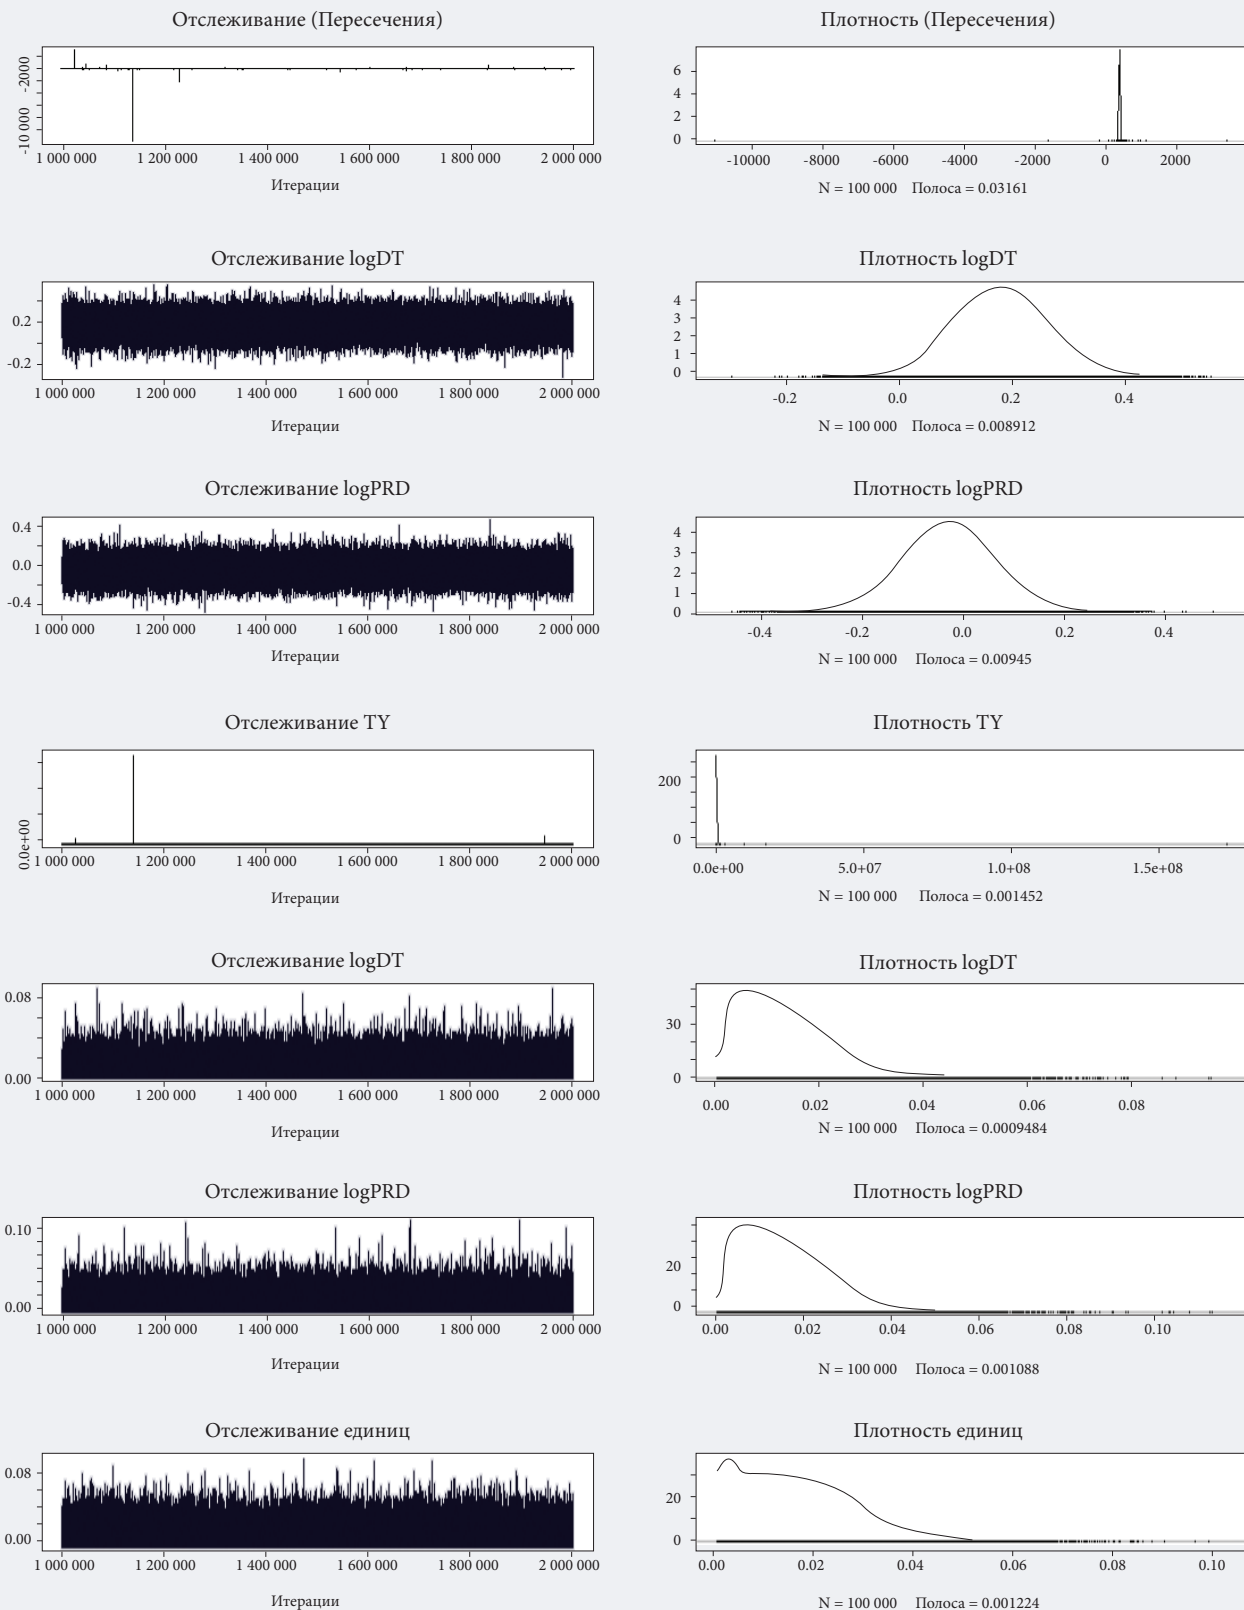 Отслеживание (Пересечения)
-2000
-10 000
1 000 000 1 200 000 1 400 000 1 600 000 1 800 000 2 000 000
Итерации
Плотность (Пересечения)
6
4
2
0
-10000 -8000 -6000 -4000 -2000 0 2000
N = 100 000 Полоса = 0.03161
Отслеживание logDT
0.2
-0.2
1 000 000 1 200 000 1 400 000 1 600 000 1 800 000 2 000 000
Итерации
Плотность logDT
4
3
2
1
0
-0.2 0.0 0.2 0.4
N = 100 000 Полоса = 0.008912
Отслеживание logPRD
0.4
0.0
-0.4
1 000 000 1 200 000 1 400 000 1 600 000 1 800 000 2 000 000
Итерации
Плотность logPRD
4
3
2
1
0
-0.4 -0.2 0.0 0.2 0.4
N = 100 000 Полоса = 0.00945
Отслеживание TY
0.0e+00
1 000 000 1 200 000 1 400 000 1 600 000 1 800 000 2 000 000
Итерации
Плотность TY
200
0
0.0e+00 5.0+07 1.0+08 1.5e+08
N = 100 000 Полоса = 0.001452
Отслеживание logDT
0.08
0.00
1 000 000 1 200 000 1 400 000 1 600 000 1 800 000 2 000 000
Итерации
Плотность logDT
30
0
0.00 0.02 0.04 0.06 0.08
N = 100 000 Полоса = 0.0009484
Отслеживание logPRD
0.10
0.00
1 000 000 1 200 000 1 400 000 1 600 000 1 800 000 2 000 000
Итерации
Плотность logPRD
20
0
0.00 0.02 0.04 0.06 0.08 0.10
N = 100 000 Полоса = 0.001088
Отслеживание единиц
0.08
0.00
1 000 000 1 200 000 1 400 000 1 600 000 1 800 000 2 000 000
Итерации
Плотность единиц
20
0
0.00 0.02 0.04 0.06 0.08 0.10
N = 100 000 Полоса = 0.001224